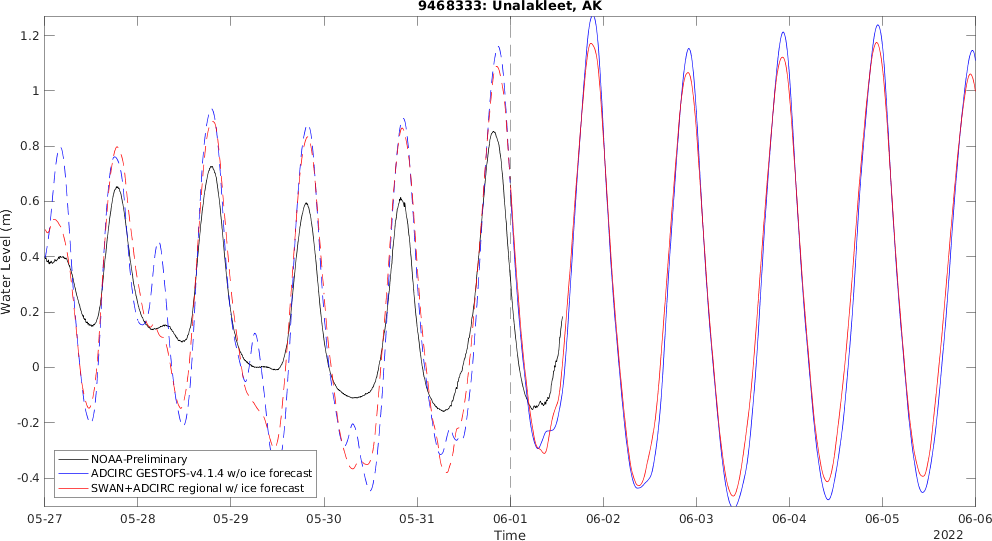 9468333: Unalakleet, AK
1.2
1
0.8
0.6
0.4
0.2
0
-0.2
-0.4
Water Level (m)
NOAA-Preliminary
ADCIRC GESTOFS-v4.1.4 w/o ice forecast
SWAN+ADCIRC regional w/ ice forecast
05-27 05-28 05-29 05-30 05-31 06-01 06-02 06-03 06-04 06-05 06-06
Time
2022